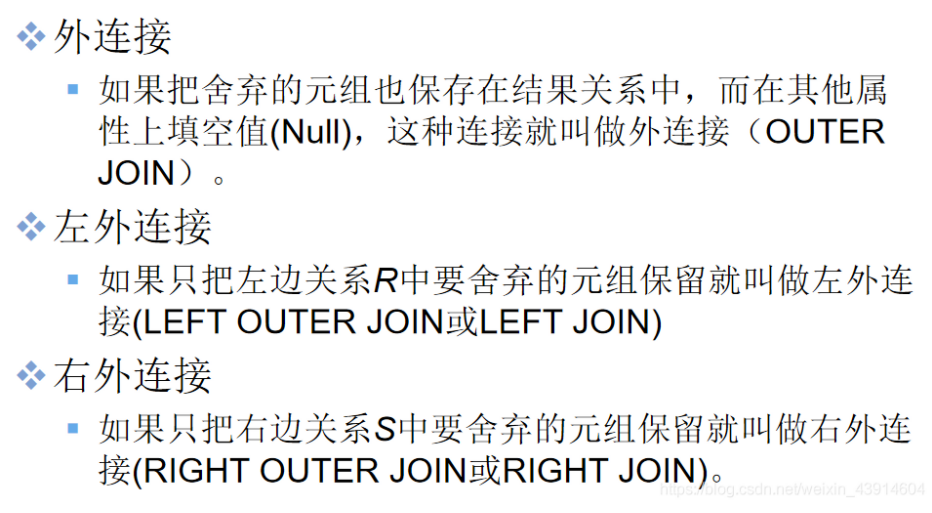 外连接
如果把舍弃的元组也保存在结果关系中，而在其他属
性上填空值(Null)，这种连接就叫做外连接（OUTER
JOIN）。
左外连接
如果只把左边关系R中要舍弃的元组保留就叫做左外连
接(LEFT OUTER JOIN或LEFT JOIN)
右外连接
如果只把右边关系S中要舍弃的元组保留就叫做右外连
接(RIGHT OUTER JOIN或RIGHT JOIN)。
https://blog.csdn.net/weixin_43914604